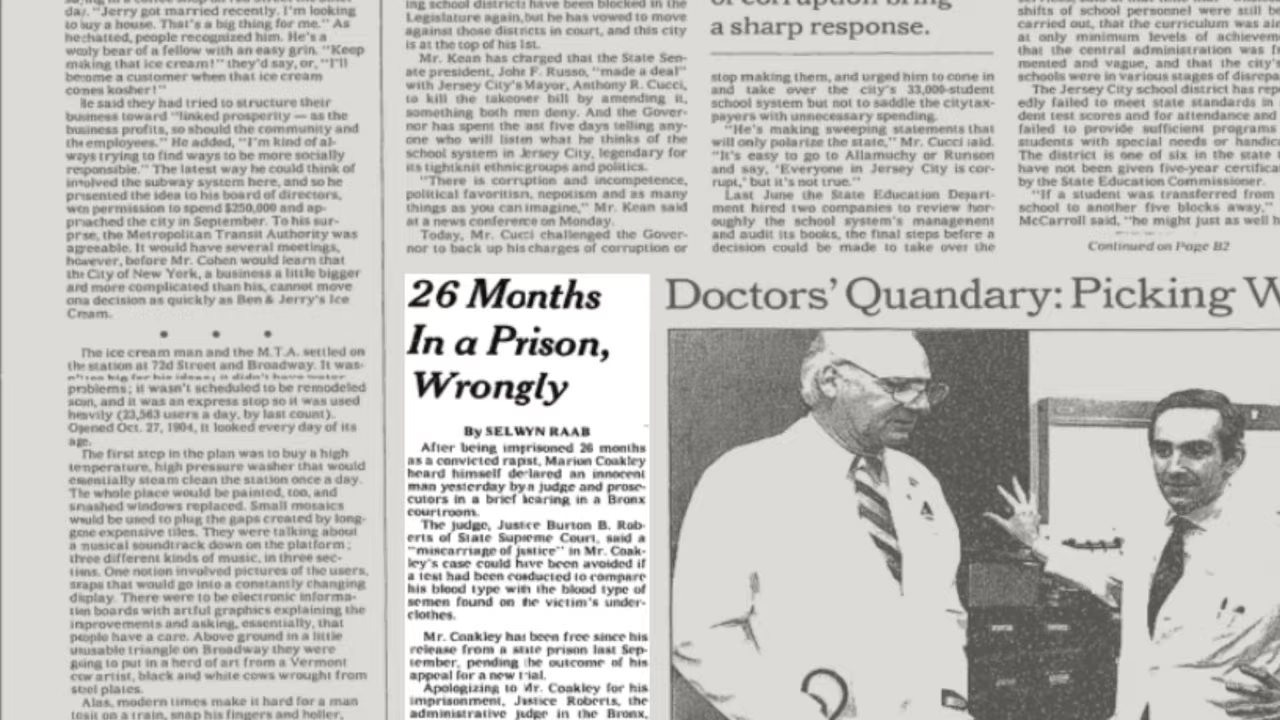 da/. "Jerry got married recently. I'm looking
to buy a house. That's a big thing for me." As
he chatted, people recognized him. He's a
wooly bear of a fellow with an easy grin. "Keep
making that ice cream!" they'd say, or, "I'll
become a customer when that ice cream
comes kosher!"
He said they had tried to structure their
business toward "linked prosperity — as the
business profits, so should the community and
the employees." He added, "I'm kind of al-
ways trying to find ways to be more socially
responsible." The latest way he could think of
involved the subway system here, and so he
presented the idea to his board of directors,
won permission to spend $250,000 and ap-
proached the city in September. To his sur-
prise, the Metropolitan Transit Authority was
agreeable. It would have several meetings,
however, before Mr. Cohen would learn that
the City of New York, a business a little bigger
and more complicated than his, cannot move
on a decision as quickly as Ben & Jerry's Ice
Cream.
• • •
The ice cream man and the M.T.A. settled on
the station at 72d Street and Broadway. It was-
problems; it wasn't scheduled to be remodeled
soon, and it was an express stop so it was used
heavily (23,563 users a day, by last count).
Opened Oct. 27, 1904, it looked every day of its
age.
The first step in the plan was to buy a high
temperature, high pressure washer that would
essentially steam clean the station once a day.
The whole place would be painted, too, and
smashed windows replaced. Small mosaics
would be used to plug the gaps created by long-
gone expensive tiles. They were talking about
a musical soundtrack down on the platform;
three different kinds of music, in three sec-
tions. One notion involved pictures of the users,
snaps that would go into a constantly changing
display. There were to be electronic informa-
tion boards with artful graphics explaining the
improvements and asking, essentially, that
people have a care. Above ground in a little
unusable triangle on Broadway they were
going to put in a herd of art from a Vermont
cow artist, black and white cows wrought from
steel plates.
Alas, modern times make it hard for a man
to sit on a train, snap his fingers and holler,
ing school districts have been blocked in the
Legislature again, but he has vowed to move
against those districts in court, and this city
is at the top of his list.
Mr. Kean has charged that the State Sen-
ate president, John F. Russo, "made a deal"
with Jersey City's Mayor, Anthony R. Cucci,
to kill the takeover bill by amending it,
something both men deny. And the Gover-
nor has spent the last five days telling any-
one who will listen what he thinks of the
school system in Jersey City, legendary for
its tightknit ethnic groups and politics.
"There is corruption and incompetence,
political favoritism, nepotism and as many
things as you can imagine," Mr. Kean said
at a news conference on Monday.
Today, Mr. Cucci challenged the Gover-
nor to back up his charges of corruption or
of corruption bring
a sharp response.
stop making them, and urged him to come in
and take over the city's 33,000-student
school system but not to saddle the city tax-
payers with unnecessary spending.
"He's making sweeping statements that
will only polarize the state," Mr. Cucci said.
"It's easy to go to Allamuchy or Runson
and say, 'Everyone in Jersey City is cor-
rupt,' but it's not true."
Last June the State Education Depart-
ment hired two companies to review
the school system's management
and audit its books, the final steps before a
decision could be made to take over the
shifts of school personnel were still be
carried out, that the curriculum was
at only minimum levels of achieveme
that the central administration was
mented and vague, and that the city's
schools were in various stages of disrepa
The Jersey City school district has rep
edly failed to meet state standards in
dent test scores and for attendance and
failed to provide sufficient programs
students with special needs or handica
The district is one of six in the state
have not been given five-year certifica
by the State Education Commissioner.
"If a student was transferred from
school to another five blocks away,"
McCarroll said, "he might just as well h
Continued on Page B2
26 Months
In a Prison,
Wrongly
By SELWYN RAAB
After being imprisoned 26 months
as a convicted rapist, Marion Coakley
heard himself declared an innocent
man yesterday by a judge and prose-
cutors in a brief hearing in a Bronx
courtroom.
The judge, Justice Burton B. Rob-
erts of State Supreme Court, said a
"miscarriage of justice" in Mr. Coak-
ley's case could have been avoided if
a test had been conducted to compare
his blood type with the blood type of
semen found on the victim's under-
clothes.
Mr. Coakley has been free since his
release from a state prison last Sep-
tember, pending the outcome of his
appeal for a new trial.
Apologizing to Mr. Coakley for his
imprisonment, Justice Roberts, the
administrative judge in the Bronx,
Doctors' Quandary: Picking W